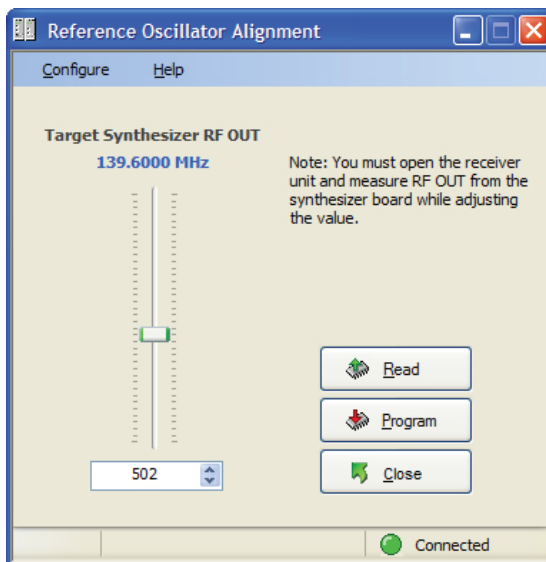 Reference Oscillator Alignment
Configure Help
Target Synthesizer RF OUT
139.6000 MHz
Note: You must open the receiver
unit and measure RF OUT from the
synthesizer board while adjusting
the value.
Read
Program
502
Close
Connected